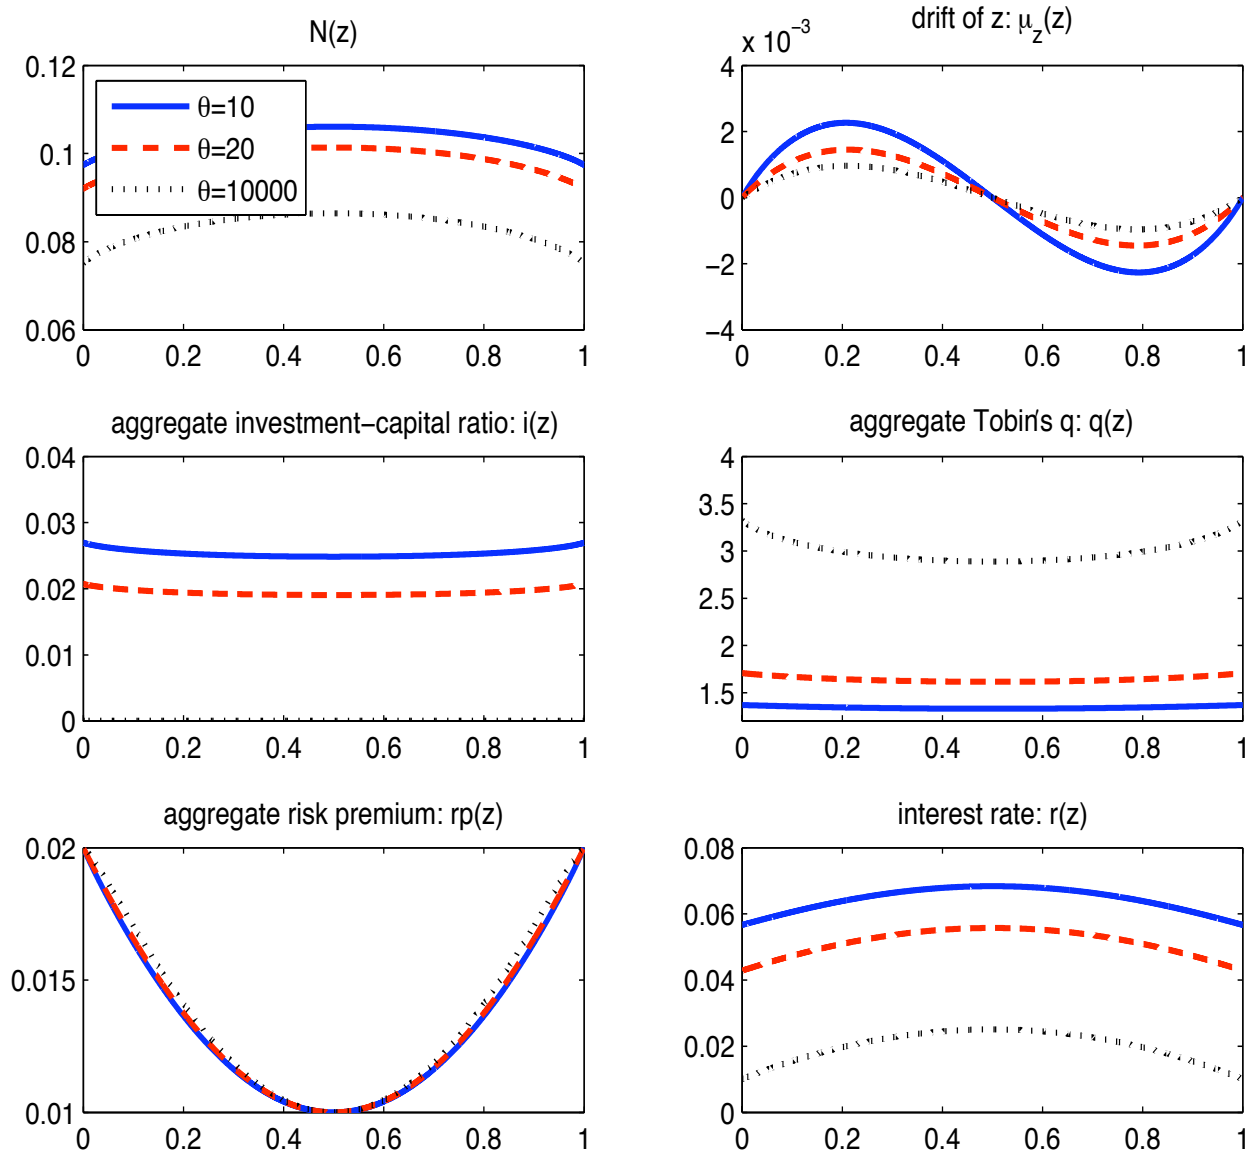 N(z)
0.12
0.1
0.08
0.06
0 0.2 0.4 0.6 0.8 1
θ=10
θ=20
θ=10000
drift of z: μz(z)
x 10−3
4
2
0
−2
−4
0 0.2 0.4 0.6 0.8 1
aggregate investment−capital ratio: i(z)
0.04
0.03
0.02
0.01
0
0 0.2 0.4 0.6 0.8 1
aggregate Tobin's q: q(z)
4
3.5
3
2.5
2
1.5
0 0.2 0.4 0.6 0.8 1
aggregate risk premium: rp(z)
0.02
0.015
0.01
0 0.2 0.4 0.6 0.8 1
interest rate: r(z)
0.08
0.06
0.04
0.02
0
0 0.2 0.4 0.6 0.8 1